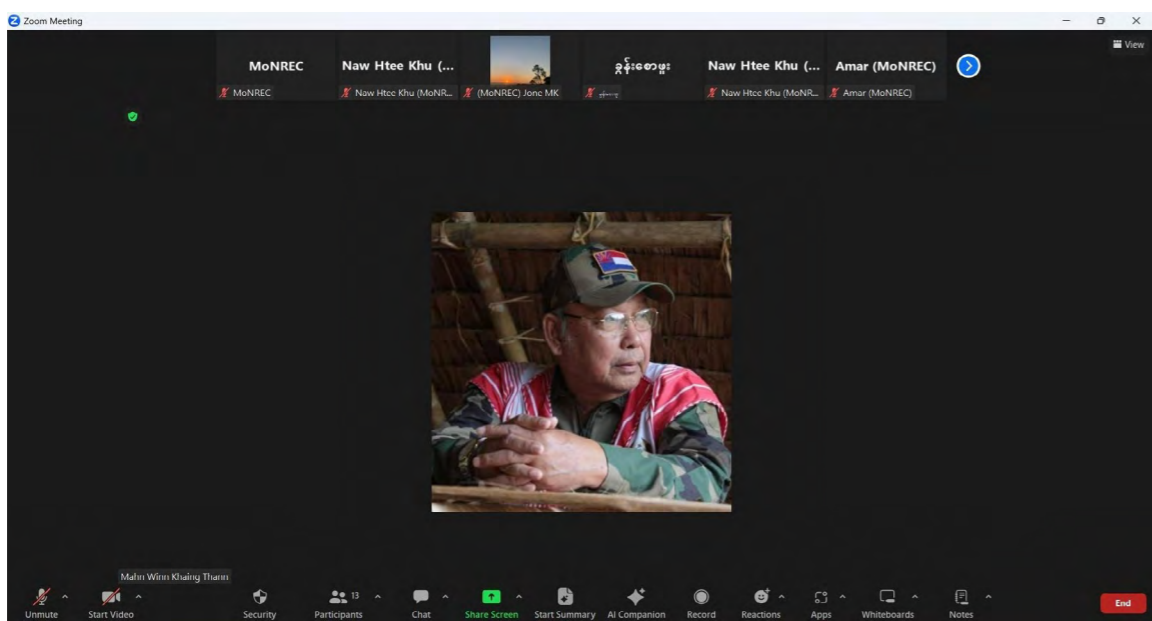 Zoom Meeting
View
MoNREC
Naw Htee Khu (...
ခွန်းစောဖူး
Naw Htee Khu (...
Amar (MoNREC)
MoNREC
Naw Htee Khu (MoNR...
(MoNREC) Jone MK
Naw Htee Khu (MoNR...
Amar (MoNREC)
Mahn Winn Khaing Thann
Unmute
Start Video
Security
13
Participants
Chat
Share Screen
Start Summary
AI Companion
Record
Reactions
Apps
Whiteboards
Notes
End